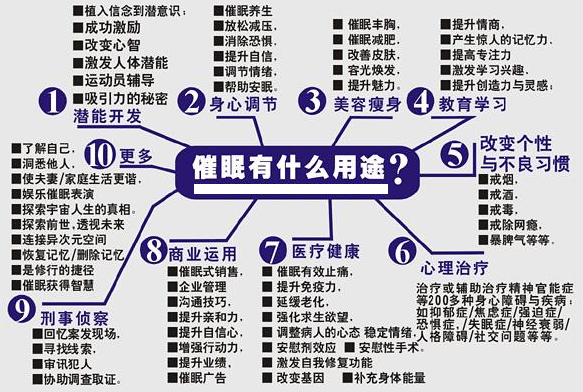 催眠有什么用途?
1
潜能开发
■植入信念到潜意识:
■成功激励
■改变心智
■激发人体潜能
■运动员辅导
■吸引力的秘密
2
身心调节
■催眠养生
■放松减压,
■消除恐惧,
■提升自信,
■调节情绪,
■帮助安眠。
3
美容瘦身
■催眠丰胸,
■催眠减肥,
■改善皮肤,
■容光焕发,
■提升魅力。
4
教育学习
■提升情商,
■产生惊人的记忆力,
■提高专注力
■激发学习兴趣,
■提升创造力与灵感:
5
改变个性
与不良习惯
■戒烟,
■戒酒,
■戒毒,
■戒除网瘾,
■暴脾气等等。
6
心理治疗
治疗或辅助治疗精神官能症
等200多种身心障碍与疾病:
如抑郁症/焦虑症/强迫症/
恐惧症,/失眠症/神经衰弱/
人格障碍/社交问题等等。
7
医疗健康
■催眠有效止痛,
■提升免疫力,
■延缓老化,
■强化求生欲望,
■调整病人的心态 稳定情绪,
■安慰剂效应 ■安慰性手术。
■激发自我修复功能
■改变基因 ■补充身体能量
8
商业运用
■催眠式销售,
■企业管理
■沟通技巧,
■提升亲和力,
■提升自信心,
■增强行动力,
■提升业绩,
■催眠广告
9
刑事侦察
■回忆案发现场,
■寻找线索,
■审讯犯人
■协助调查取证。
10
更多
■了解自己,
■洞悉他人,
■使夫妻/家庭生活更谐,
■娱乐催眠表演
■探索宇宙人生的真相。
■探索前世,透视未来
■连接异次元空间
■恢复记忆/删除记忆
■是修行的捷径
■催眠获得智慧